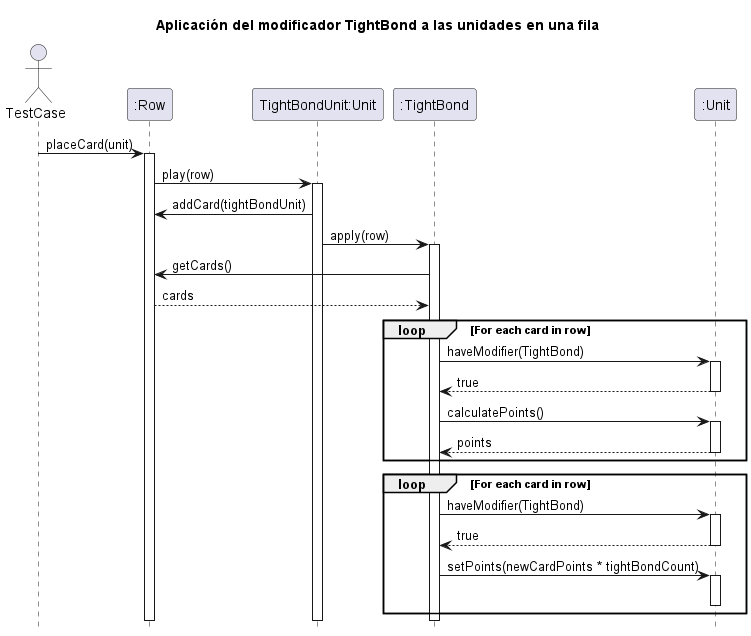 Aplicación del modificador TightBond a las unidades en una fila
TestCase
:Row
TightBondUnit:Unit
:TightBond
:Unit
placeCard(unit)
play(row)
addCard(tightBondUnit)
apply(row)
getCards()
cards
loop [For each card in row]
haveModifier(TightBond)
true
calculatePoints()
points
loop [For each card in row]
haveModifier(TightBond)
true
setPoints(newCardPoints * tightBondCount)